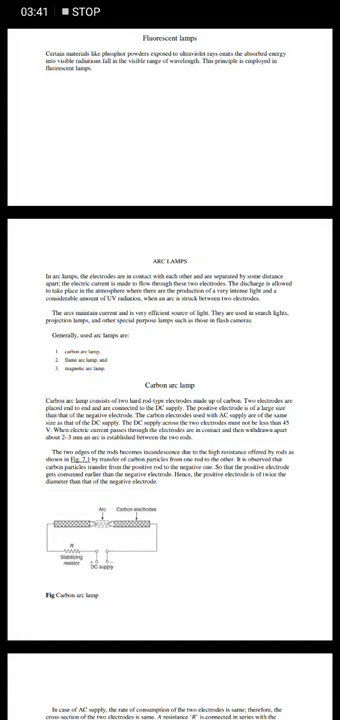 03:41 STOP
Fluorescent lamps
Certain materials like phosphor powders exposed to ultraviolet rays emits the absorbed energy
into visible radiations fall in the visible range of wavelength. This principle is employed in
fluorescent lamps.
ARC LAMPS
In arc lamps, the electrodes are in contact with each other and are separated by some distance
apart; the electric current is made to flow through these two electrodes. The discharge is allowed
to take place in the atmosphere where there are the production of a very intense light and a
considerable amount of UV radiation, when an arc is struck between two electrodes.
The arcs maintain current and is very efficient source of light. They are used in search lights,
projection lamps, and other special purpose lamps such as those in flash cameras.
Generally, used arc lamps are:
1. carbon arc lamp,
2. flame arc lamp, and
3. magnetic arc lamp.
Carbon arc lamp
Carbon arc lamp consists of two hard rod-type electrodes made up of carbon. Two electrodes are
placed end to end and are connected to the DC supply. The positive electrode is of a large size
than that of the negative electrode. The carbon electrodes used with AC supply are of the same
size as that of the DC supply. The DC supply across the two electrodes must not be less than 45
V. When electric current passes through the electrodes are in contact and then withdrawn apart
about 2–3 mm an arc is established between the two rods.
The two edges of the rods becomes incandescence due to the high resistance offered by rods as
shown in Fig. 7.1 by transfer of carbon particles from one rod to the other. It is observed that
carbon particles transfer from the positive rod to the negative one. So that the positive electrode
gets consumed earlier than the negative electrode. Hence, the positive electrode is of twice the
diameter than that of the negative electrode.
Arc Carbon electrodes
R
Stabilizing
resistor
+ −
DC supply
Fig Carbon arc lamp
In case of AC supply, the rate of consumption of the two electrodes is same; therefore, the
cross-section of the two electrodes is same. A resistance 'R' is connected in series with the